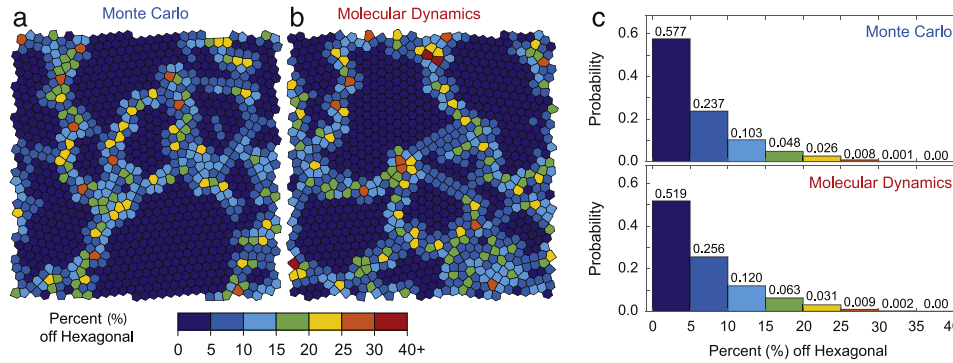 a Monte Carlo b Molecular Dynamics c
0.6 0.577 Monte Carlo
Probability
0.4
0.237
0.2
0.103
0.048 0.026 0.008 0.001 0.00
0.0
0.6 Molecular Dynamics
0.519
Probability
0.4
0.256
0.2
0.120
0.063 0.031 0.009 0.002 0.00
0.0
0 5 10 15 20 25 30 35 40
Percent (%) off Hexagonal
Percent (%)
off Hexagonal
0 5 10 15 20 25 30 40+